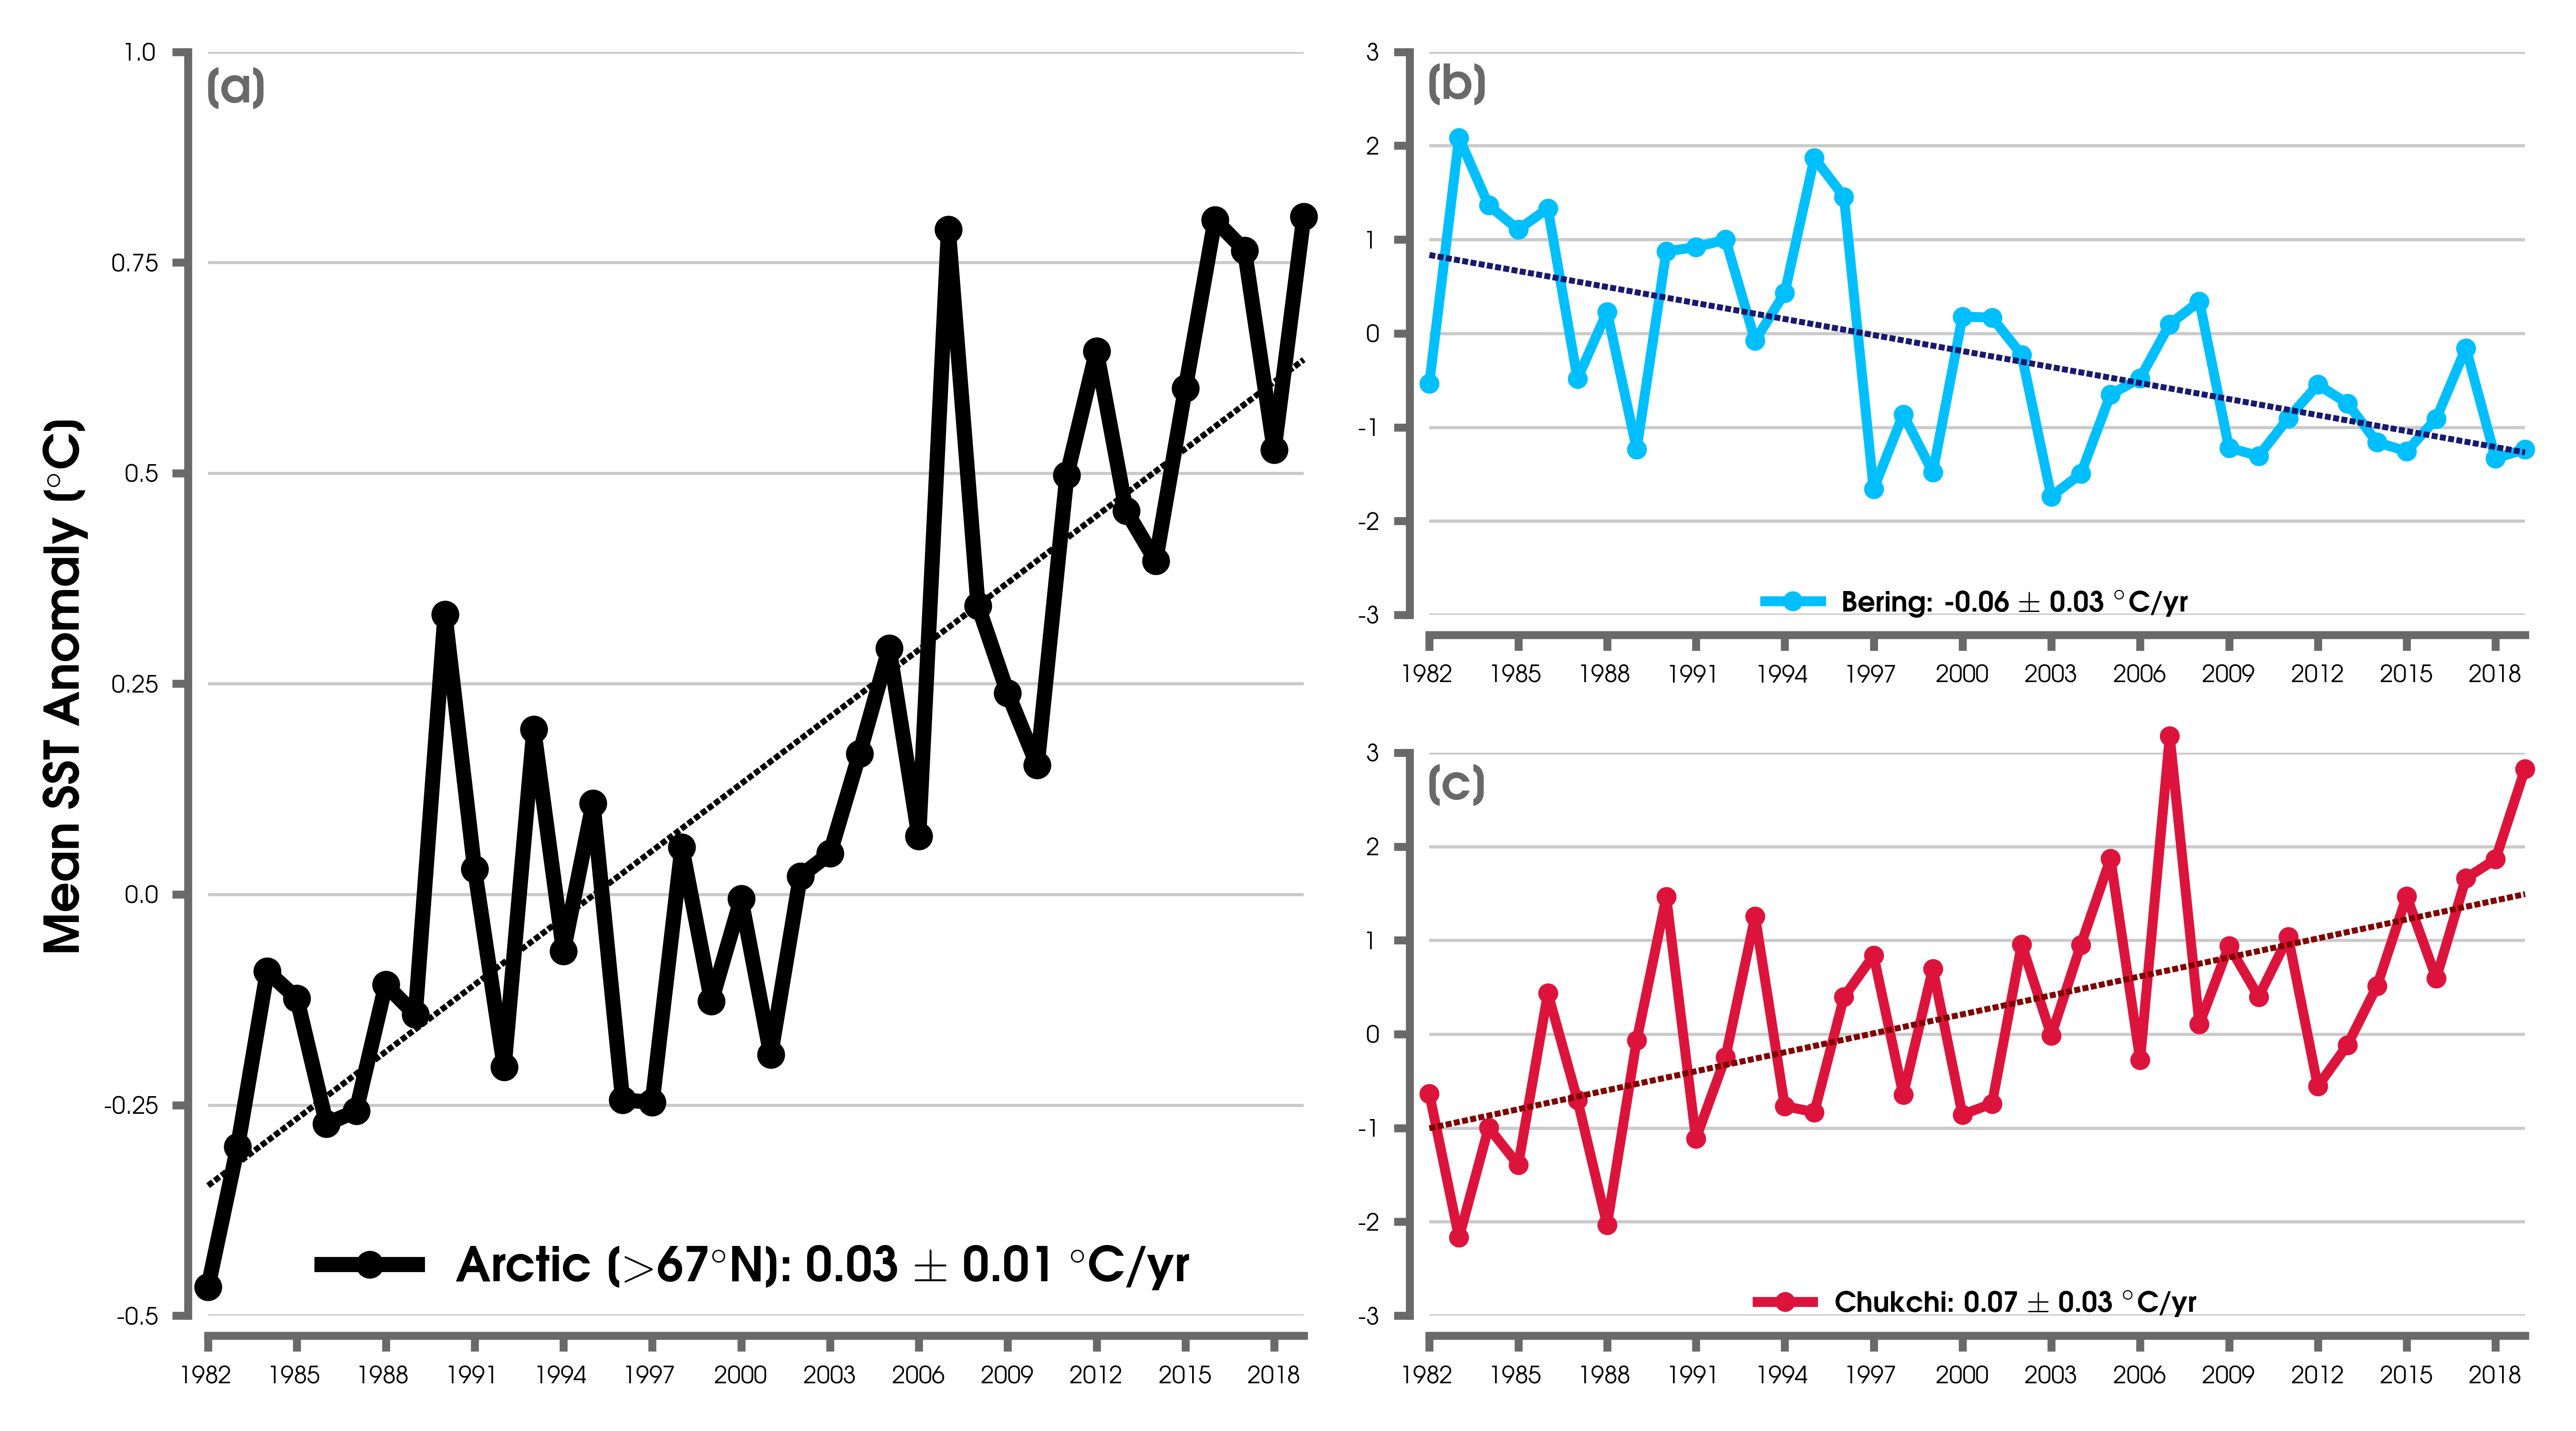 Mean SST Anomaly (°C)
(a)
1.0
0.75
0.5
0.25
0.0
-0.25
-0.5
Arctic (>67°N): 0.03 ± 0.01 °C/yr
1982 1985 1988 1991 1994 1997 2000 2003 2006 2009 2012 2015 2018
(b)
3
2
1
0
-1
-2
-3
Bering: -0.06 ± 0.03 °C/yr
1982 1985 1988 1991 1994 1997 2000 2003 2006 2009 2012 2015 2018
(c)
3
2
1
0
-1
-2
-3
Chukchi: 0.07 ± 0.03 °C/yr
1982 1985 1988 1991 1994 1997 2000 2003 2006 2009 2012 2015 2018